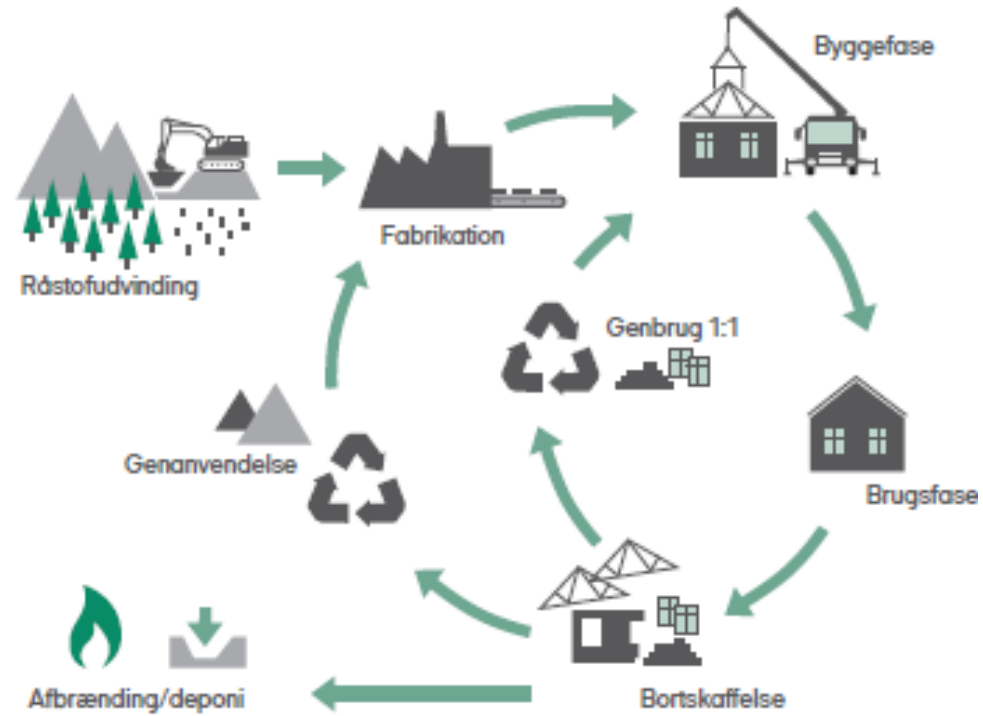 Byggefase
Fabrikation
Råstofudvinding
Genbrug 1:1
Genanvendelse
Brugsfase
Afbrænding/deponi
Bortskaffelse